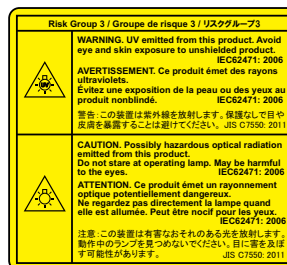 Risk Group 3 / Groupe de risque 3 / リスクグループ3
WARNING. UV emitted from this product. Avoid
eye and skin exposure to unshielded product.
IEC62471: 2006
AVERTISSEMENT. Ce produit émet des rayons
ultraviolets.
Évitez une exposition de la peau ou des yeux au
produit nonblindé. IEC62471: 2006
警告:この装置は紫外線を放射します。保護なしで目や
皮膚を暴露することは避けてください。 JIS C7550: 2011
CAUTION. Possibly hazardous optical radiation
emitted from this product.
Do not stare at operating lamp. May be harmful
to the eyes. IEC62471: 2006
ATTENTION. Ce produit émet un rayonnement
optique potentiellement dangereux.
Ne regardez pas directement la lampe quand
elle est allumée. Peut être nocif pour les yeux.
IEC62471: 2006
注意:この装置は有害なおそれのある光を放射します。
動作中のランプを見つめないでください。目に害を及ぼ
す可能性があります。 JIS C7550: 2011
UV